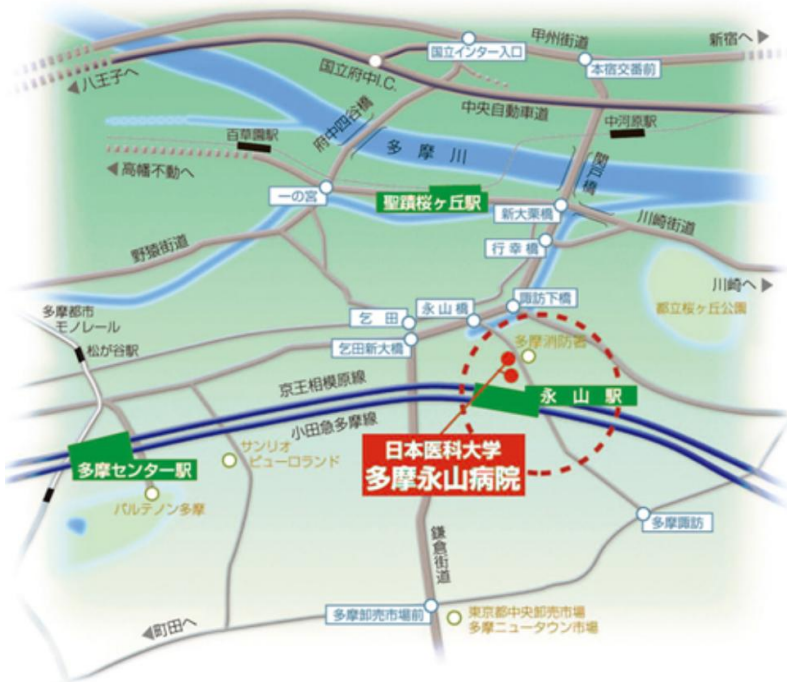 国立インター入口
甲州街道
新宿へ
八王子へ
国立府中I.C.
本宿交番前
中央自動車道
府中四谷橋
百草園駅
中河原駅
多摩川
高幡不動へ
関戸橋
一の宮
聖蹟桜ヶ丘駅
新大栗橋
川崎街道
野猿街道
行幸橋
川崎へ
多摩都市
モノレール
乞田
永山橋
諏訪下橋
都立桜ヶ丘公園
松が谷駅
乞田新大橋
多摩消防署
京王相模原線
永山駅
小田急多摩線
日本医科大学
多摩永山病院
サンリオ
ピューロランド
多摩センター駅
パルテノン多摩
多摩諏訪
鎌倉街道
多摩卸売市場前
東京都中央卸売市場
多摩ニュータウン市場
町田へ